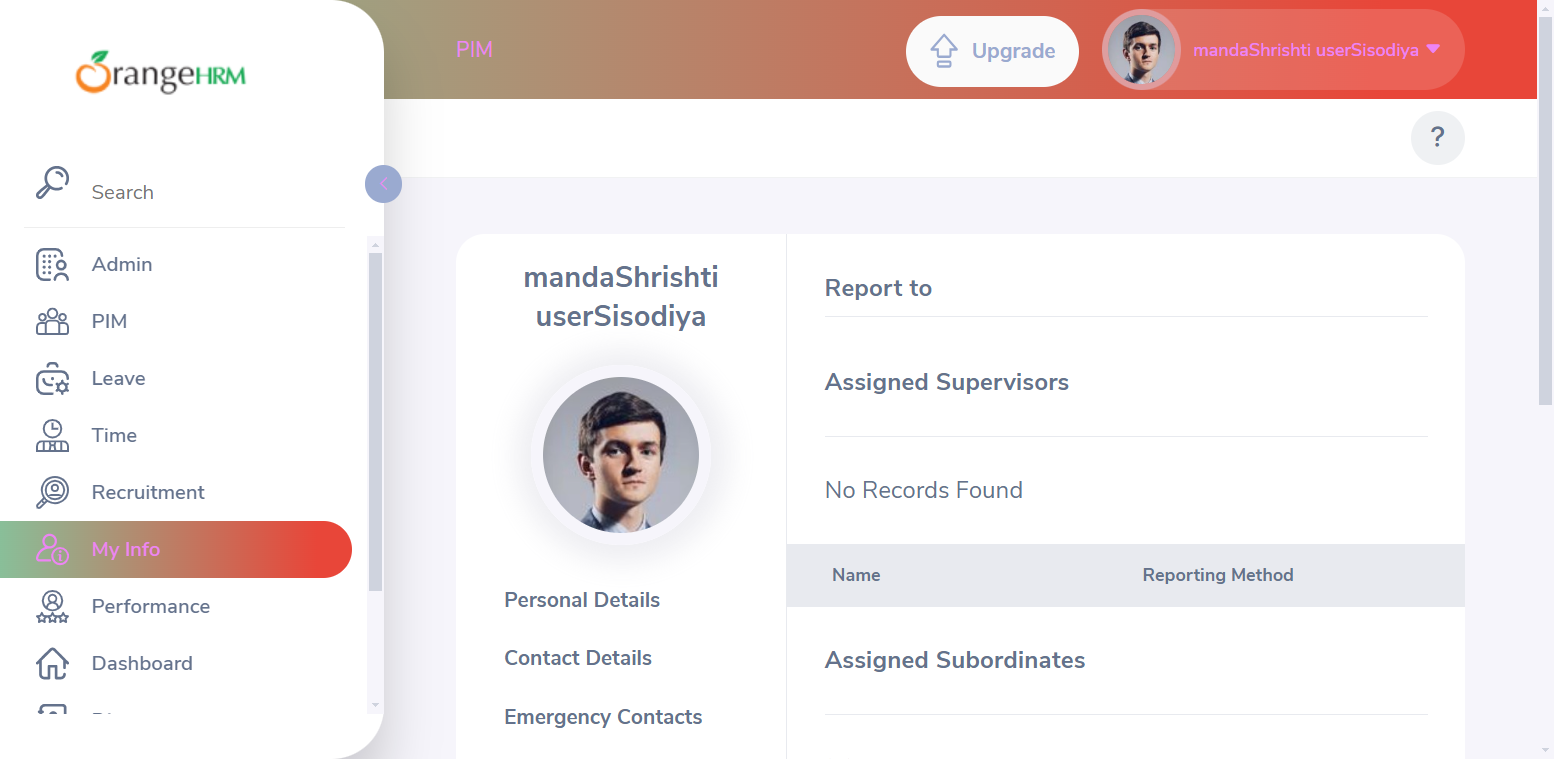 OrangeHRM
PIM
Upgrade
mandaShrishti userSisodiya
?
Search
Admin
PIM
Leave
Time
Recruitment
My Info
Performance
Dashboard
mandaShrishti
userSisodiya
Personal Details
Contact Details
Emergency Contacts
Report to
Assigned Supervisors
No Records Found
Name Reporting Method
Assigned Subordinates